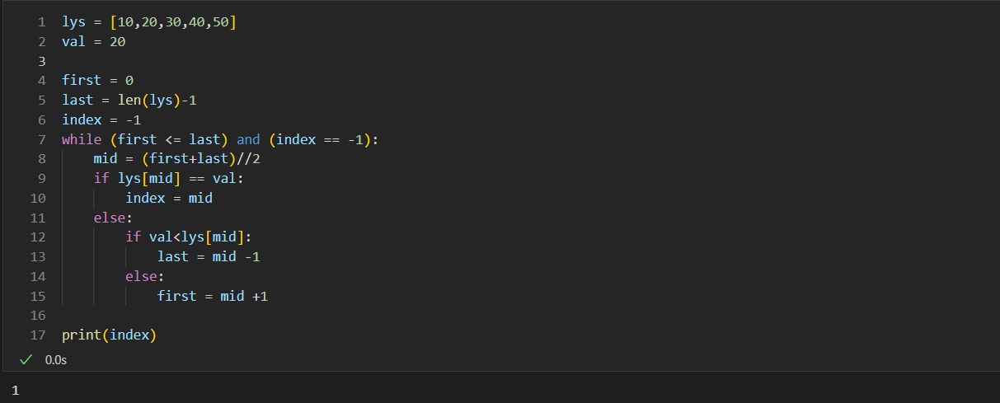 1 lys = [10,20,30,40,50]
2 val = 20
3
4 first = 0
5 last = len(lys)-1
6 index = -1
7 while (first <= last) and (index == -1):
8     mid = (first+last)//2
9     if lys[mid] == val:
10         index = mid
11     else:
12         if val<lys[mid]:
13             last = mid -1
14         else:
15             first = mid +1
16
17 print(index)
0.0s
1